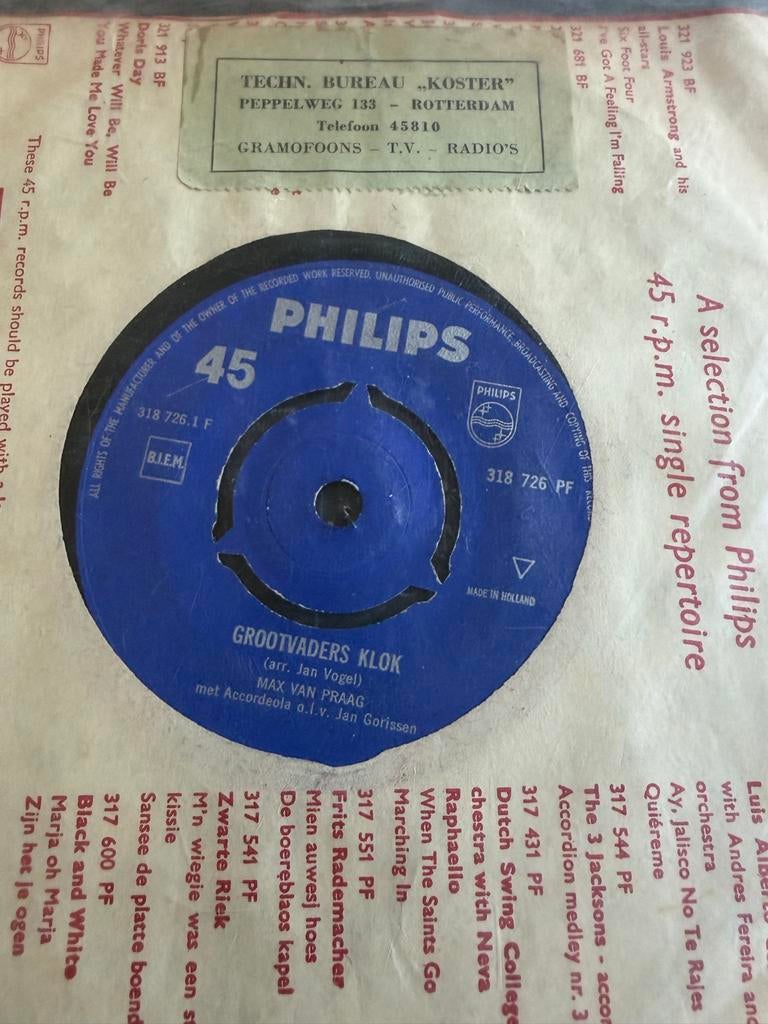 TECHN. BUREAU „KOSTER”
PEPPELWEG 133 – ROTTERDAM
Telefoon 45810
GRAMOFOONS – T.V. – RADIO'S
321 923 BF
Louis Armstrong and his
all-stars
Six Foot Four
I've Got A Feeling I'm Falling
321 681 BF
321 913 BF
Doris Day
Whatever Will Be, Will Be
You Made Me Love You
PHILIPS
These 45 r.p.m. records should be played with a
A selection from Philips
45 r.p.m. single repertoire
ALL RIGHTS OF THE MANUFACTURER AND OF THE OWNER OF THE RECORDED WORK RESERVED. UNAUTHORISED PUBLIC PERFORMANCE, BROADCASTING AND COPYING OF THIS RECORD
PHILIPS
45
PHILIPS
318 726.1 F
B.I.E.M.
318 726 PF
MADE IN HOLLAND
GROOTVADERS KLOK
(arr. Jan Vogel)
MAX VAN PRAAG
met Accordeola o.l.v. Jan Gorissen
Luis
with Andres Fereira and
orchestra
Ay, Jalisco No Te Rajes
Quiéreme
317 544 PF
The 3 Jacksons -
Accordion medley nr. 3
317 431 PF
Dutch Swing College
chestra with Neva
Raphaello
When The Saints Go
Marching In
317 551 PF
Frits Rademacher
Mien auwesj hoes
De boereblaos kapel
317 541 PF
Zwarte Riek
M'n wiegie was een
kissie
Sansee de platte
317 600 PF
Black and White
Marja oh Marja
Zijn het je ogen